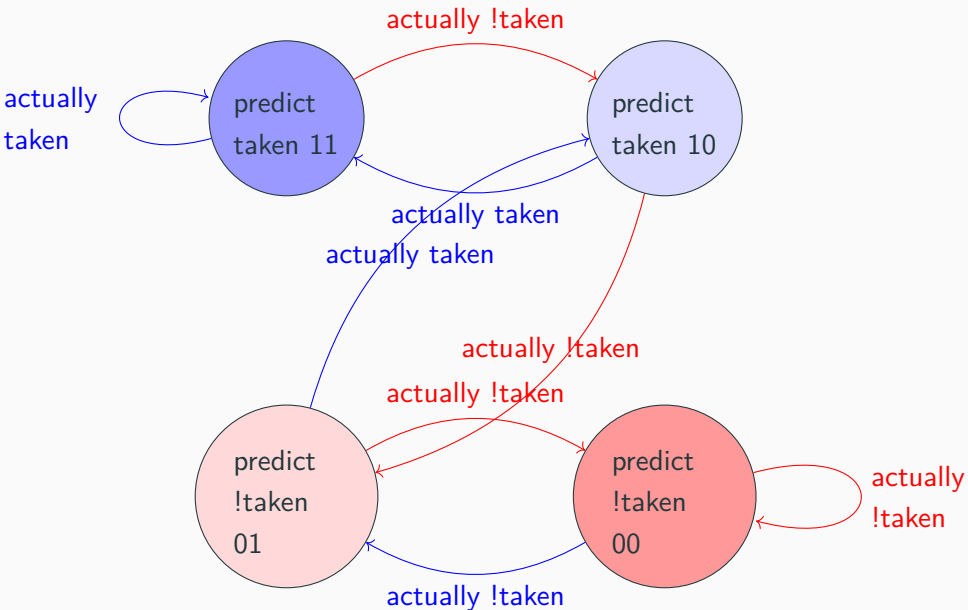 actually !taken
actually
taken
predict
taken 11
predict
taken 10
actually taken
actually taken
actually !taken
actually !taken
predict
!taken
01
predict
!taken
00
actually
!taken
actually !taken